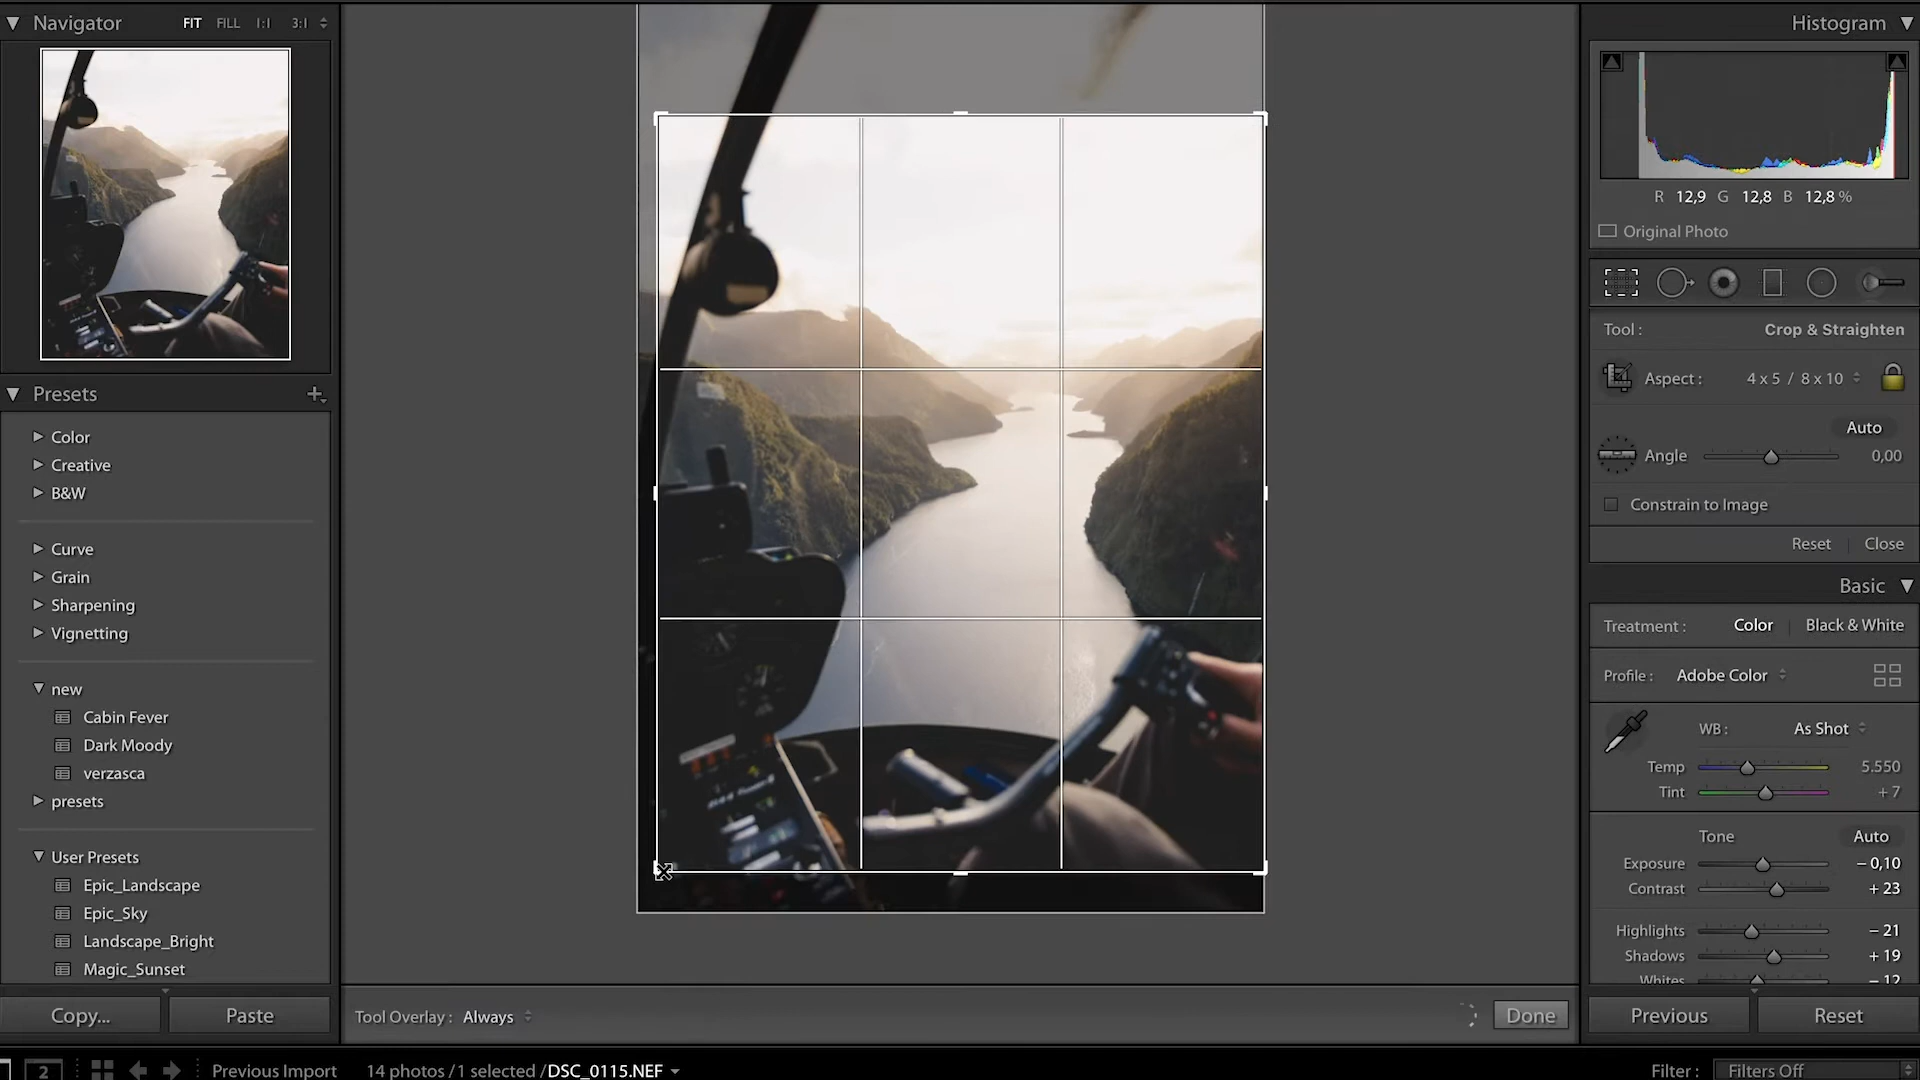 Navigator FIT FILL 1:1 3:1
Presets
Color
Creative
B&W
Curve
Grain
Sharpening
Vignetting
new
Cabin Fever
Dark Moody
verzasca
presets
User Presets
Epic_Landscape
Epic_Sky
Landscape_Bright
Magic_Sunset
Copy... Paste
Tool Overlay : Always Done
Histogram
R 12,9 G 12,8 B 12,8 %
Original Photo
Tool : Crop & Straighten
Aspect : 4 x 5 / 8 x 10
Auto
Angle 0,00
Constrain to Image
Reset Close
Basic
Treatment : Color Black & White
Profile : Adobe Color
WB : As Shot
Temp 5.550
Tint + 7
Tone Auto
Exposure – 0,10
Contrast + 23
Highlights – 21
Shadows + 19
Whites – 12
Previous Reset
2 Previous Import 14 photos / 1 selected / DSC_0115.NEF Filter : Filters Off